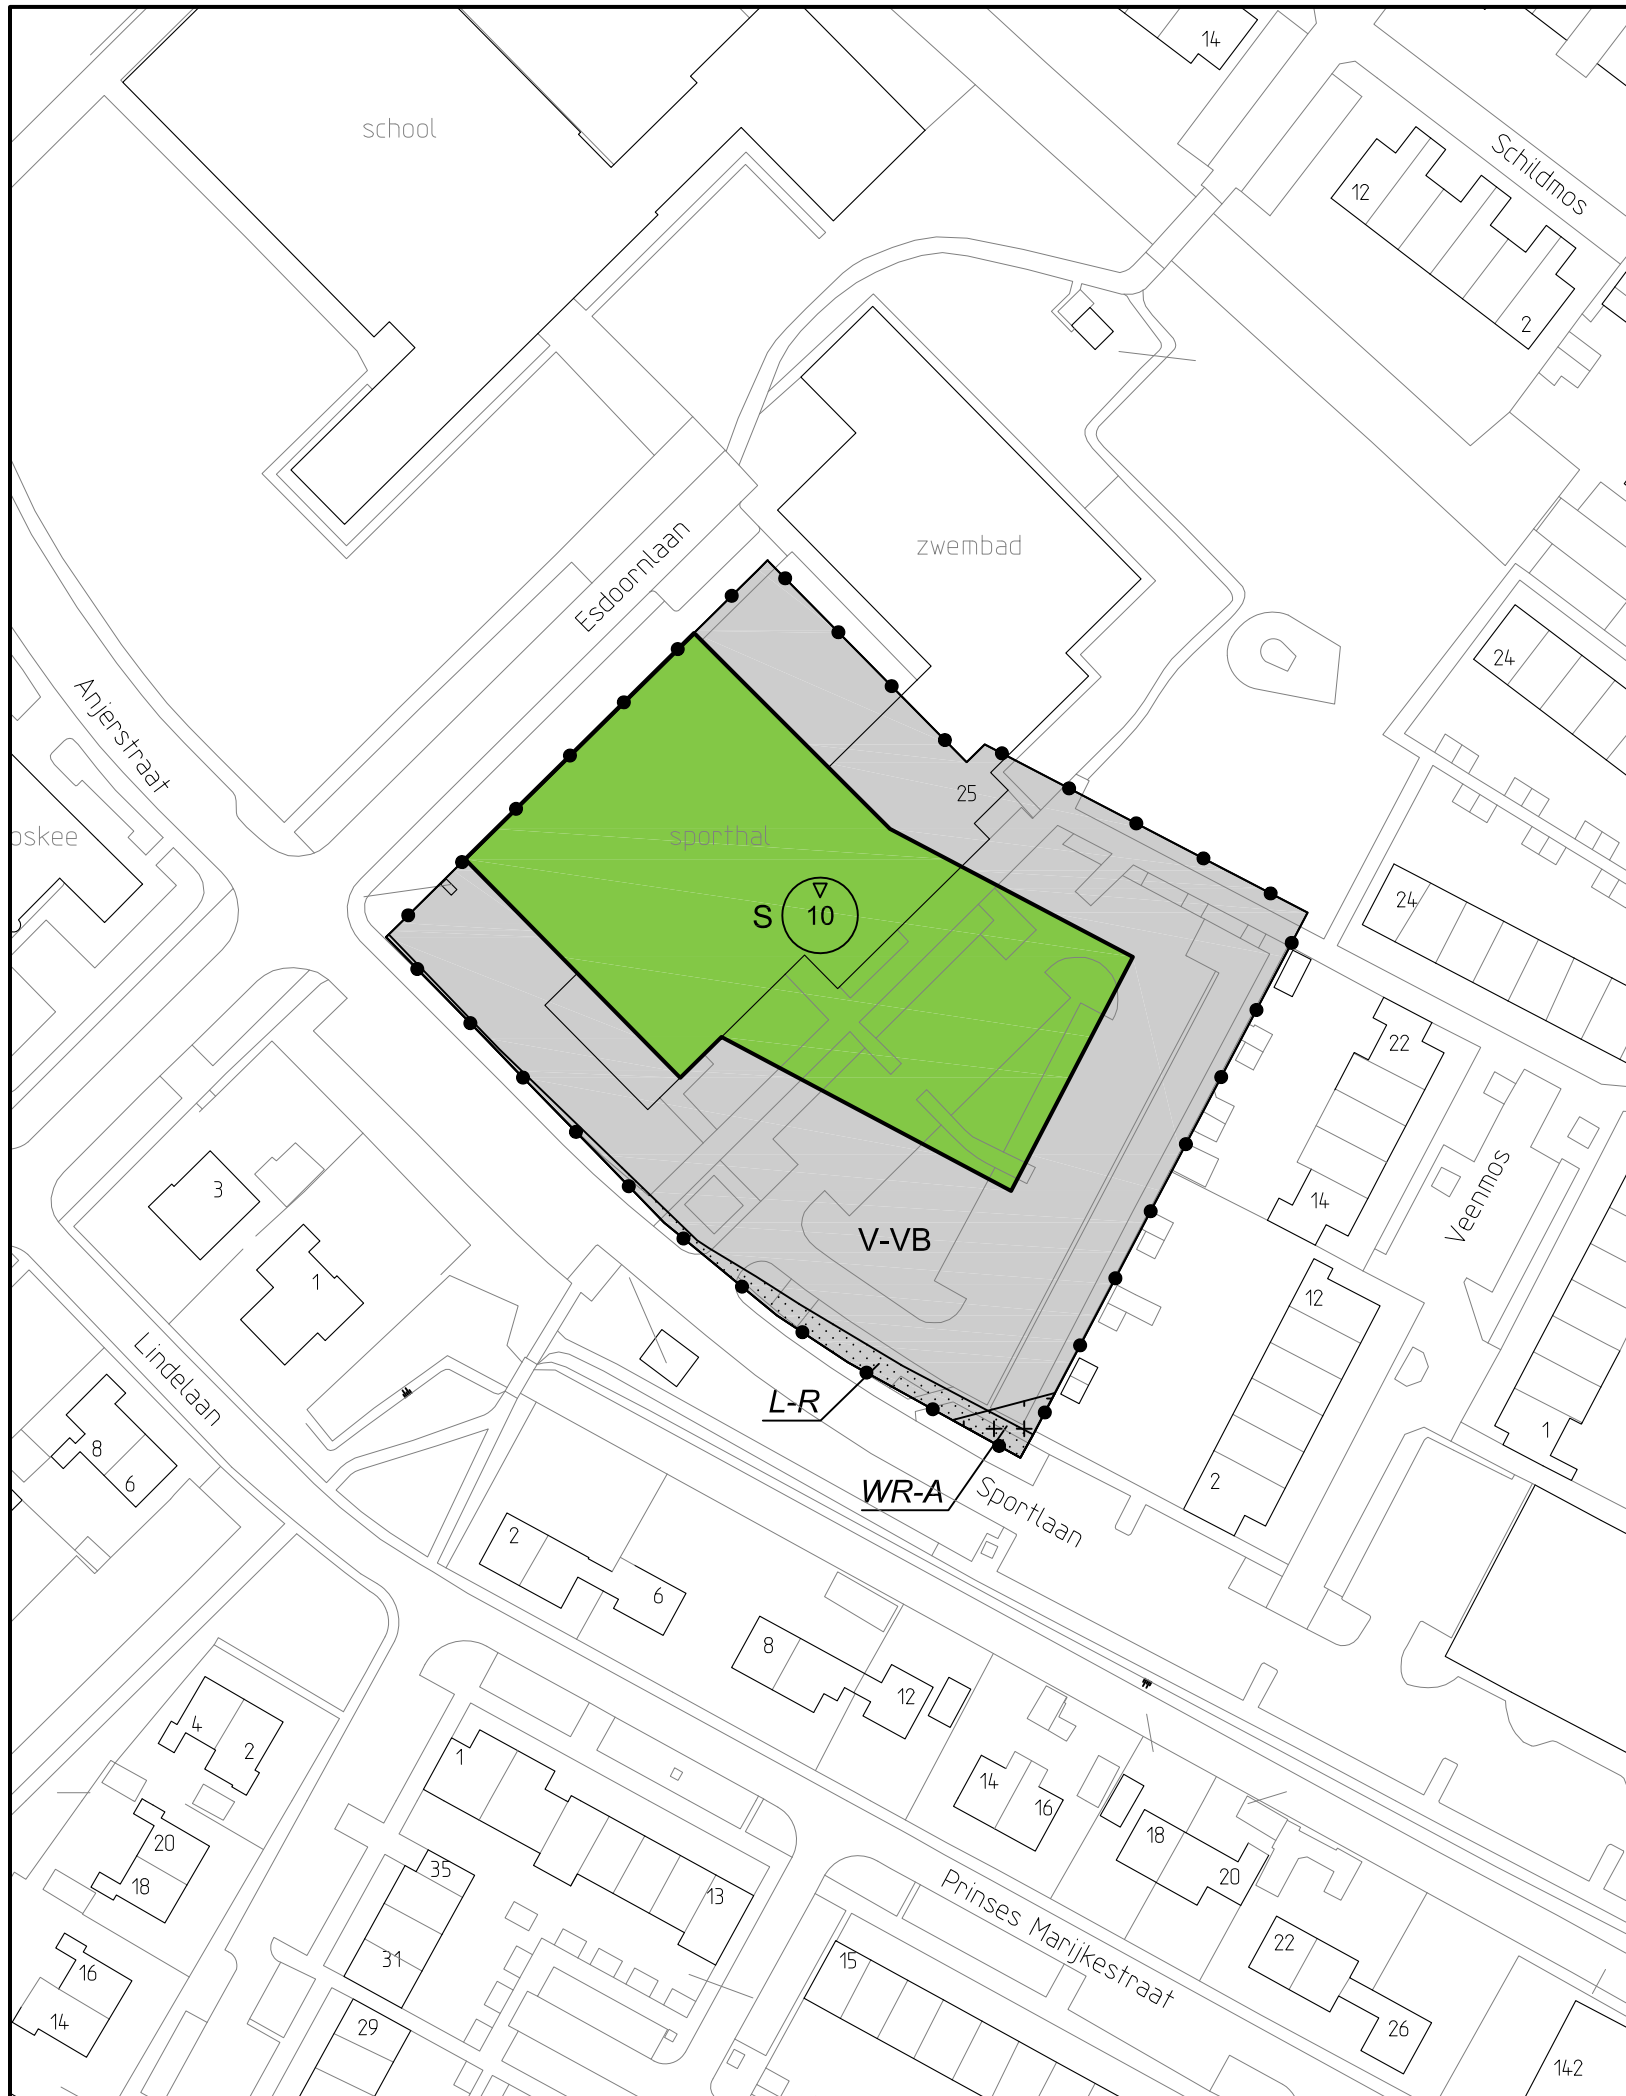 14
school
Schildmos
12
2
Esdoornlaan
zwembad
24
Anjerstraat
oskee
sporthal
25
S
10
24
22
3
14
Veenmos
V-VB
1
12
Lindelaan
L-R
8
6
1
WR-A
2
Sportlaan
2
6
8
12
4
2
1
14
16
18
20
20
18
35
13
Prinses Marijkestraat
31
15
22
16
14
29
26
142